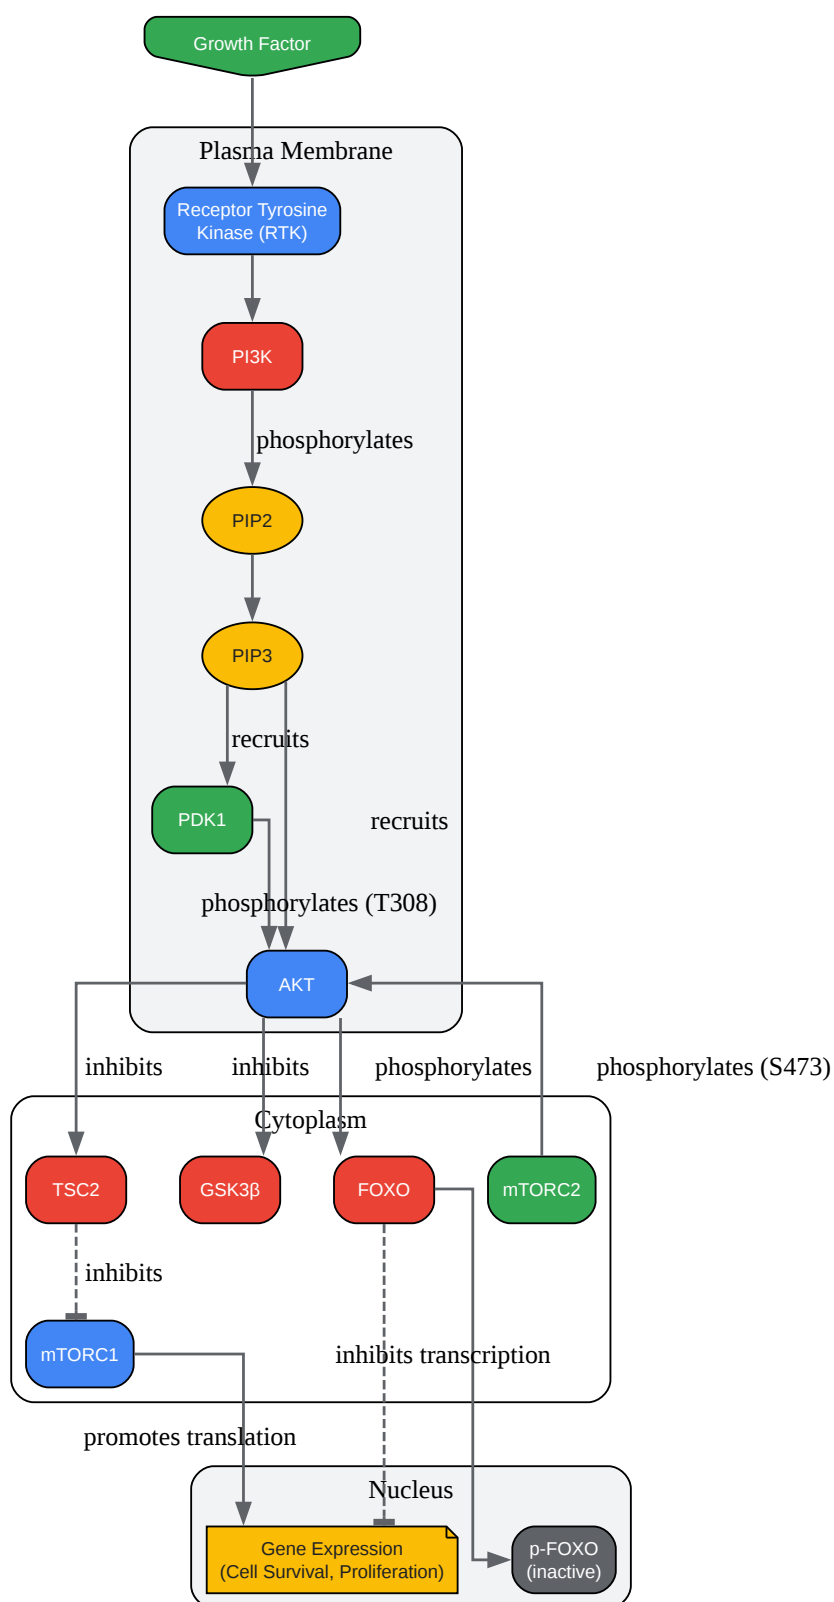 Growth Factor
Plasma Membrane
Receptor Tyrosine
Kinase (RTK)
PI3K
phosphorylates
PIP2
PIP3
recruits
PDK1
recruits
phosphorylates (T308)
AKT
inhibits
inhibits
phosphorylates
phosphorylates (S473)
Cytoplasm
TSC2
GSK3β
FOXO
mTORC2
inhibits
mTORC1
inhibits transcription
promotes translation
Nucleus
Gene Expression
(Cell Survival, Proliferation)
p-FOXO
(inactive)